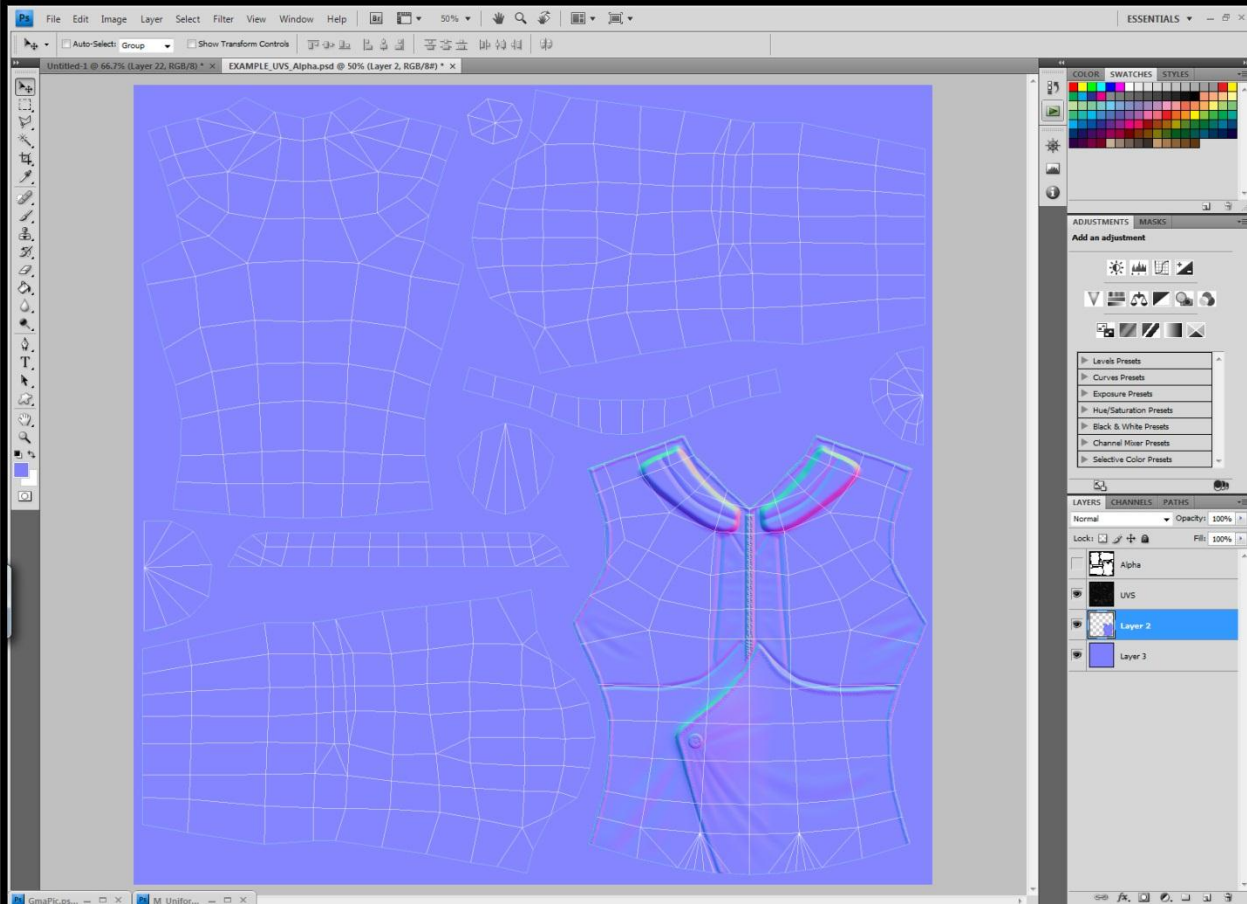 Ps File Edit Image Layer Select Filter View Window Help Br 50% ESSENTIALS
Auto-Select: Group Show Transform Controls
Untitled-1 @ 66.7% (Layer 22, RGB/8) * × EXAMPLE_UVS_Alpha.psd @ 50% (Layer 2, RGB/8#) * ×
COLOR SWATCHES STYLES
ADJUSTMENTS MASKS
Add an adjustment
Levels Presets
Curves Presets
Exposure Presets
Hue/Saturation Presets
Black & White Presets
Channel Mixer Presets
Selective Color Presets
LAYERS CHANNELS PATHS
Normal Opacity: 100%
Lock: Fill: 100%
Alpha
UVS
Layer 2
Layer 3
Ps GmaPic.ps... Ps M_Unifor...